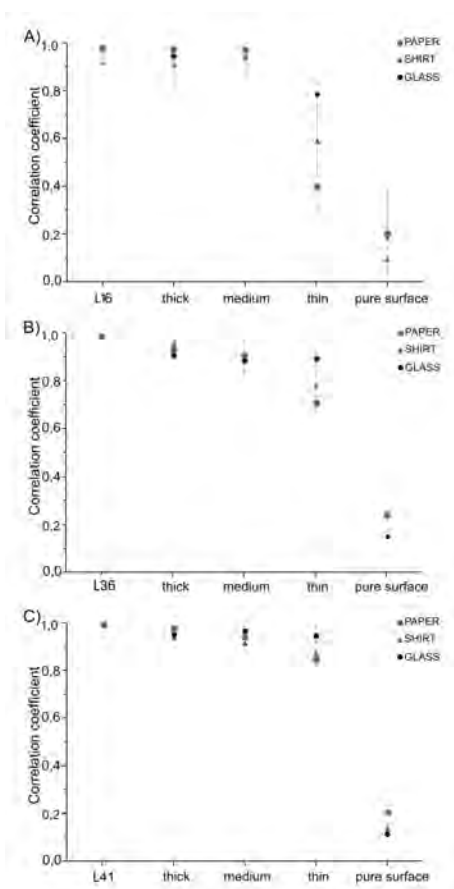 A)
PAPER
SHIRT
GLASS
Correlation coefficient
1,0
0,8
0,6
0,4
0,2
0,0
L16 thick medium thin pure surface
B)
PAPER
SHIRT
GLASS
Correlation coefficient
1,0
0,8
0,6
0,4
0,2
0,0
L36 thick medium thin pure surface
C)
PAPER
SHIRT
GLASS
Correlation coefficient
1,0
0,8
0,6
0,4
0,2
0,0
L41 thick medium thin pure surface